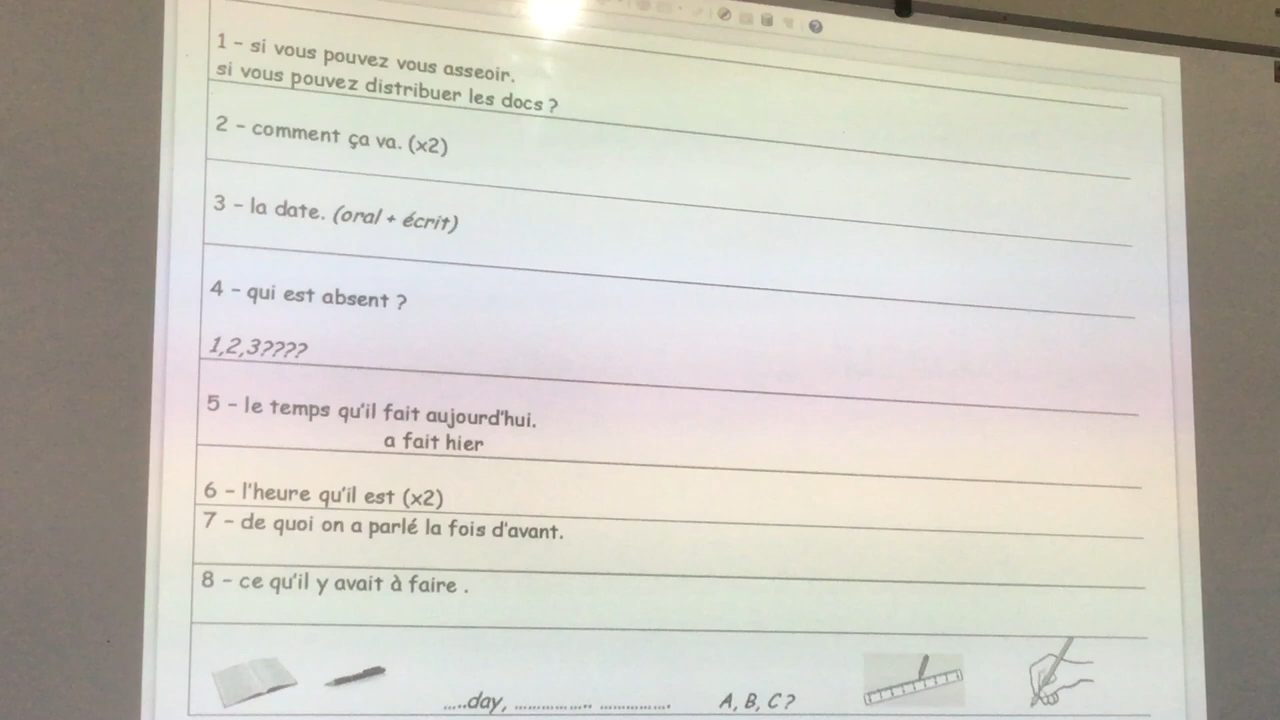 1 - si vous pouvez vous asseoir.
si vous pouvez distribuer les docs ?
2 - comment ça va. (x2)
3 - la date. (oral + écrit)
4 - qui est absent ?
1,2,3????
5 - le temps qu'il fait aujourd'hui.
a fait hier
6 - l'heure qu'il est (x2)
7 - de quoi on a parlé la fois d'avant.
8 - ce qu'il y avait à faire .
.....day, ................ ..............
A, B, C ?